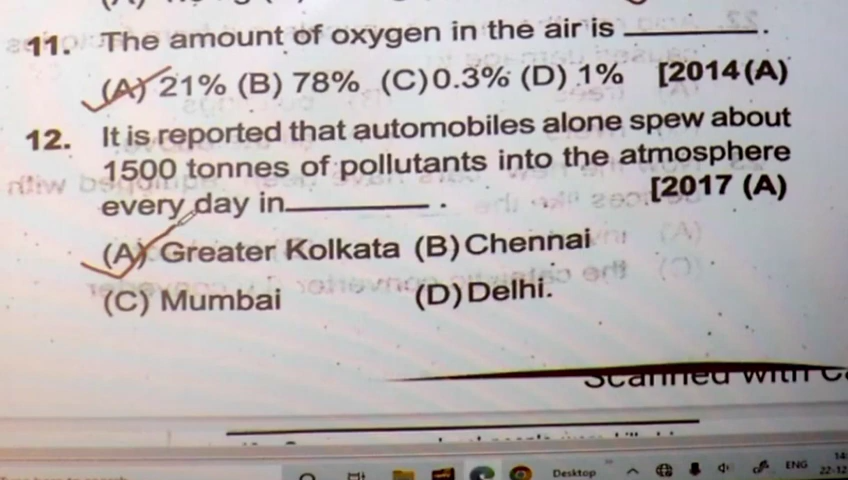 11. The amount of oxygen in the air is ________.
(A) 21% (B) 78% (C) 0.3% (D) 1% [2014 (A)
12. It is reported that automobiles alone spew about
1500 tonnes of pollutants into the atmosphere
every day in________. [2017 (A)
(A) Greater Kolkata (B) Chennai
(C) Mumbai (D) Delhi.
Scanned with
Desktop
ENG